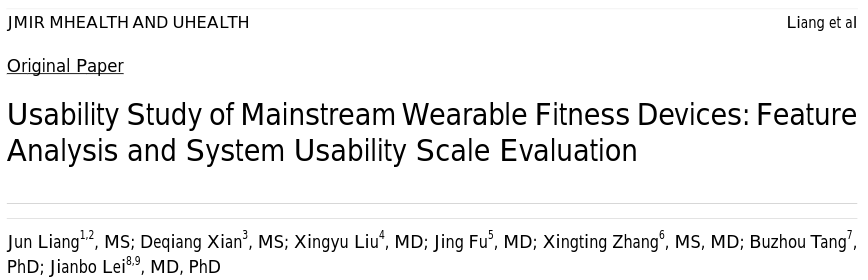 JMIR MHEALTH AND UHEALTH Liang et al
Original Paper
Usability Study of Mainstream Wearable Fitness Devices: Feature
Analysis and System Usability Scale Evaluation
Jun Liang1,2, MS; Deqiang Xian3, MS; Xingyu Liu4, MD; Jing Fu5, MD; Xingting Zhang6, MS, MD; Buzhou Tang7,
PhD; Jianbo Lei8,9, MD, PhD